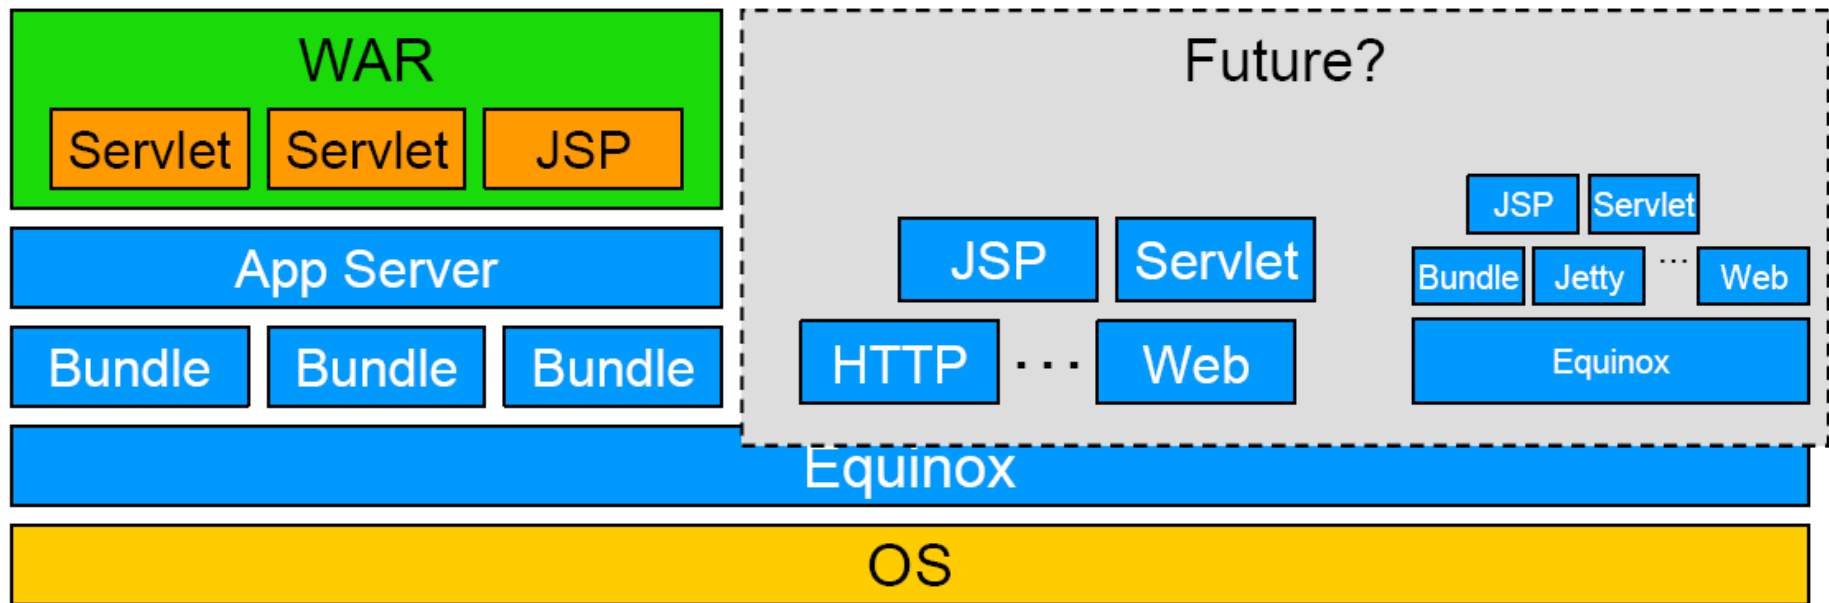 WAR
Servlet Servlet JSP
App Server
Bundle Bundle Bundle
Future?
JSP Servlet
HTTP ... Web
JSP Servlet
Bundle Jetty ... Web
Equinox
Equinox
OS